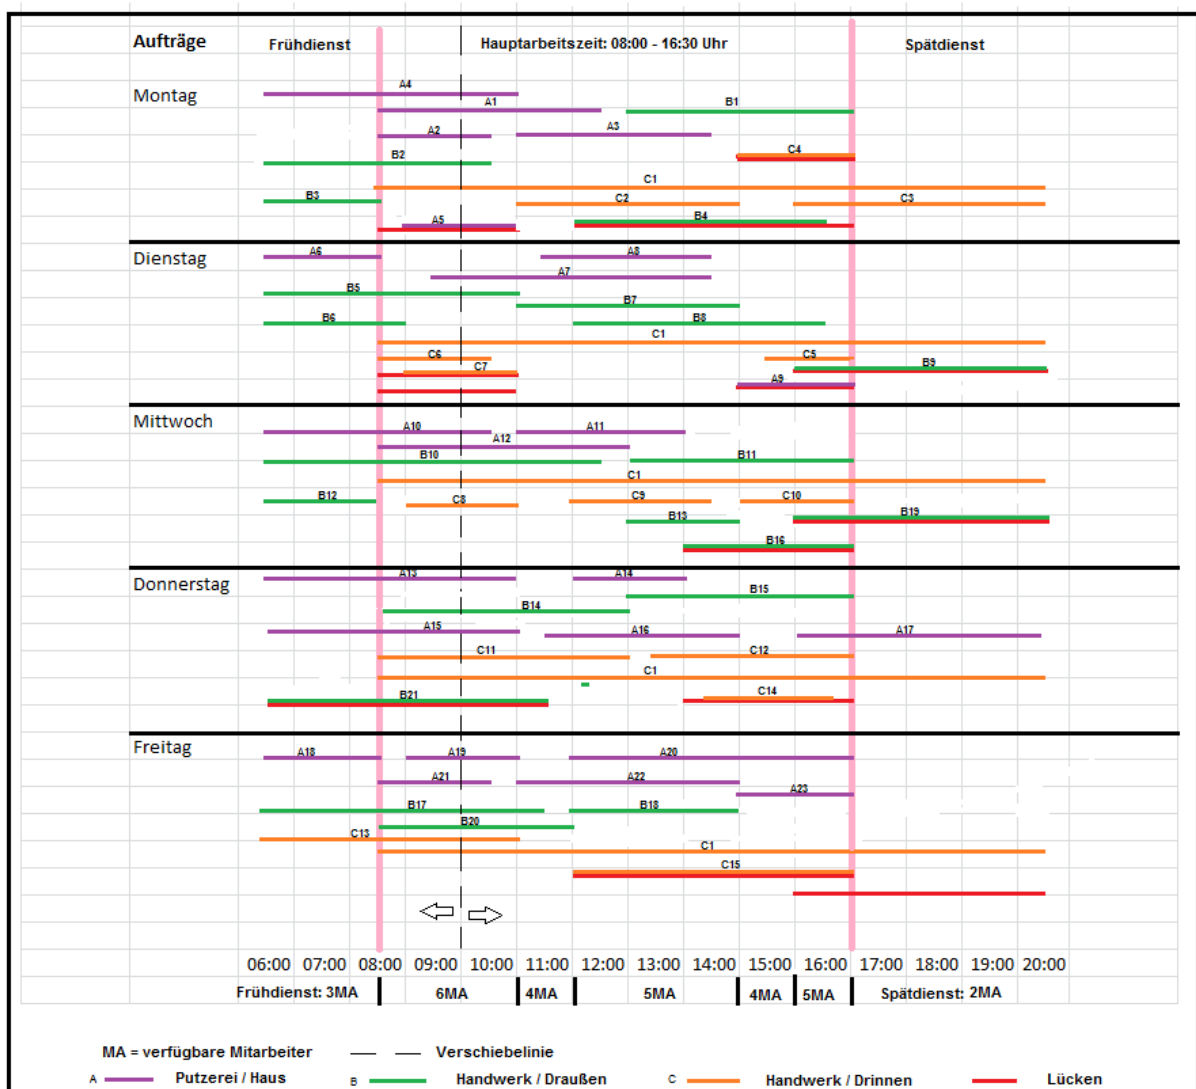 Aufträge Frühdienst Hauptarbeitszeit: 08:00 - 16:30 Uhr Spätdienst
Montag
A4
A1 B1
A2 A3
B2 C4
C1
B3 C2 C3
A5 B4
Dienstag
A6 A8
A7
B5
B7
B6 B8
C1
C6 C5
C7 B9
A9
Mittwoch
A10 A11
A12
B10 B11
C1
B12 C8 C9 C10
B13 B19
B16
Donnerstag
A13 A14
B15
B14
A15 A16 A17
C11 C12
C1
B21 C14
Freitag
A18 A19 A20
A21 A22
A23
B17 B18
B20
C13 C1
C15
06:00 07:00 08:00 09:00 10:00 11:00 12:00 13:00 14:00 15:00 16:00 17:00 18:00 19:00 20:00
Frühdienst: 3MA 6MA 4MA 5MA 4MA 5MA Spätdienst: 2MA
MA = verfügbare Mitarbeiter Verschiebelinie
A Putzerei / Haus B Handwerk / Draußen C Handwerk / Drinnen Lücken